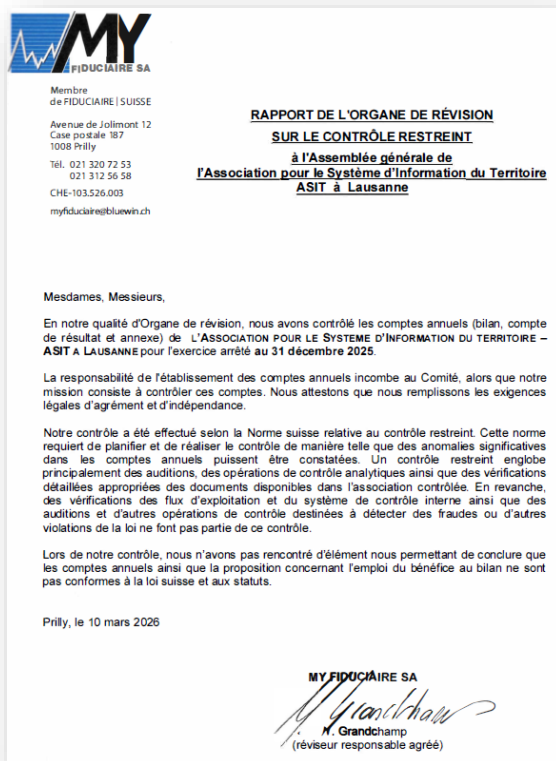 MY
FIDUCIAIRE SA
Membre
de FIDUCIAIRE | SUISSE
Avenue de Jolimont 12
Case postale 187
1008 Prilly
Tél. 021 320 72 53
021 312 56 58
CHE-103.526.003
myfiduciaire@bluewin.ch
RAPPORT DE L'ORGANE DE RÉVISION
SUR LE CONTRÔLE RESTREINT
à l'Assemblée générale de
l'Association pour le Système d'Information du Territoire
ASIT à Lausanne
Mesdames, Messieurs,
En notre qualité d'Organe de révision, nous avons contrôlé les comptes annuels (bilan, compte
de résultat et annexe) de L'ASSOCIATION POUR LE SYSTEME D'INFORMATION DU TERRITOIRE –
ASIT A LAUSANNE pour l'exercice arrêté au 31 décembre 2025.
La responsabilité de l'établissement des comptes annuels incombe au Comité, alors que notre
mission consiste à contrôler ces comptes. Nous attestons que nous remplissons les exigences
légales d'agrément et d'indépendance.
Notre contrôle a été effectué selon la Norme suisse relative au contrôle restreint. Cette norme
requiert de planifier et de réaliser le contrôle de manière telle que des anomalies significatives
dans les comptes annuels puissent être constatées. Un contrôle restreint englobe
principalement des auditions, des opérations de contrôle analytiques ainsi que des vérifications
détaillées appropriées des documents disponibles dans l'association contrôlée. En revanche,
des vérifications des flux d'exploitation et du système de contrôle interne ainsi que des
auditions et d'autres opérations de contrôle destinées à détecter des fraudes ou d'autres
violations de la loi ne font pas partie de ce contrôle.
Lors de notre contrôle, nous n'avons pas rencontré d'élément nous permettant de conclure que
les comptes annuels ainsi que la proposition concernant l'emploi du bénéfice au bilan ne sont
pas conformes à la loi suisse et aux statuts.
Prilly, le 10 mars 2026
MY FIDUCIAIRE SA
Grandchamp
(réviseur responsable agréé)